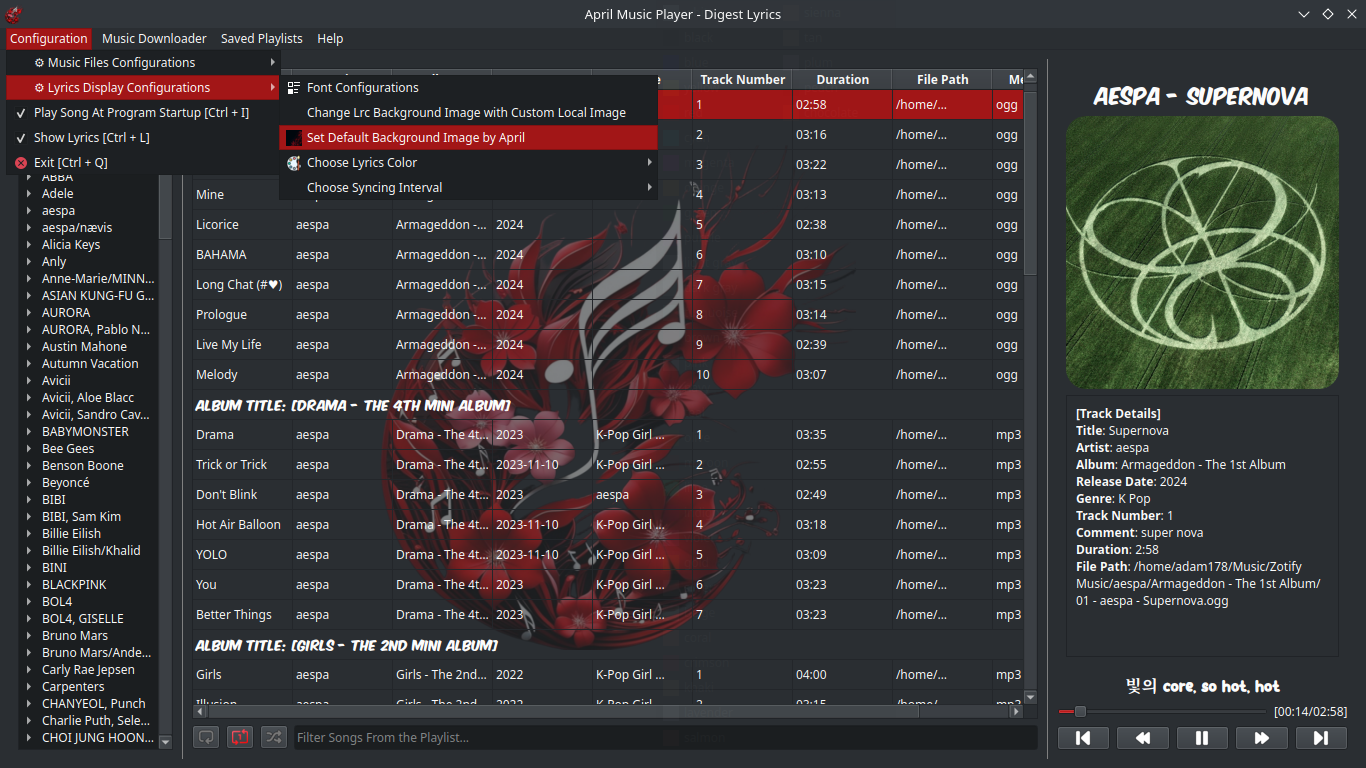 April Music Player - Digest Lyrics
Configuration Music Downloader Saved Playlists Help
Music Files Configurations
Lyrics Display Configurations
Play Song At Program Startup [Ctrl + I]
Show Lyrics [Ctrl + L]
Exit [Ctrl + Q]
Font Configurations
Change Lrc Background Image with Custom Local Image
Set Default Background Image by April
Choose Lyrics Color
Choose Syncing Interval
ABBA
Adele
aespa
aespa/nævis
Alicia Keys
Anly
Anne-Marie/MINN...
ASIAN KUNG-FU G...
AURORA
AURORA, Pablo N...
Austin Mahone
Autumn Vacation
Avicii
Avicii, Aloe Blacc
Avicii, Sandro Cav...
BABYMONSTER
Bee Gees
Benson Boone
Beyoncé
BIBI
BIBI, Sam Kim
Billie Eilish
Billie Eilish/Khalid
BINI
BLACKPINK
BOL4
BOL4, GISELLE
Bruno Mars
Bruno Mars/Ande...
Carly Rae Jepsen
Carpenters
CHANYEOL, Punch
Charlie Puth, Sele...
CHOI JUNG HOON...
Track Number Duration File Path
1 02:58 /home/... ogg
2 03:16 /home/... ogg
3 03:22 /home/... ogg
Mine 4 03:13 /home/... ogg
Licorice aespa Armageddon -... 2024 5 02:38 /home/... ogg
BAHAMA aespa Armageddon -... 2024 6 03:10 /home/... ogg
Long Chat (#♥) aespa Armageddon -... 2024 7 03:15 /home/... ogg
Prologue aespa Armageddon -... 2024 8 03:14 /home/... ogg
Live My Life aespa Armageddon -... 2024 9 02:39 /home/... ogg
Melody aespa Armageddon -... 2024 10 03:07 /home/... ogg
ALBUM TITLE: [DRAMA - THE 4TH MINI ALBUM]
Drama aespa Drama - The 4t... 2023 K-Pop Girl ... 1 03:35 /home/... mp3
Trick or Trick aespa Drama - The 4t... 2023-11-10 K-Pop Girl ... 2 02:55 /home/... mp3
Don't Blink aespa Drama - The 4t... 2023 aespa 3 02:49 /home/... mp3
Hot Air Balloon aespa Drama - The 4t... 2023-11-10 K-Pop Girl ... 4 03:18 /home/... mp3
YOLO aespa Drama - The 4t... 2023-11-10 K-Pop Girl ... 5 03:09 /home/... mp3
You aespa Drama - The 4t... 2023 K-Pop Girl ... 6 03:23 /home/... mp3
Better Things aespa Drama - The 4t... 2023 K-Pop Girl ... 7 03:23 /home/... mp3
ALBUM TITLE: [GIRLS - THE 2ND MINI ALBUM]
Girls aespa Girls - The 2nd... 2022 K-Pop Girl ... 1 04:00 /home/... mp3
Filter Songs From the Playlist...
AESPA - SUPERNOVA
[Track Details]
Title: Supernova
Artist: aespa
Album: Armageddon - The 1st Album
Release Date: 2024
Genre: K Pop
Track Number: 1
Comment: super nova
Duration: 2:58
File Path: /home/adam178/Music/Zotify
Music/aespa/Armageddon - The 1st Album/
01 - aespa - Supernova.ogg
빛의 core, so hot, hot
[00:14/02:58]